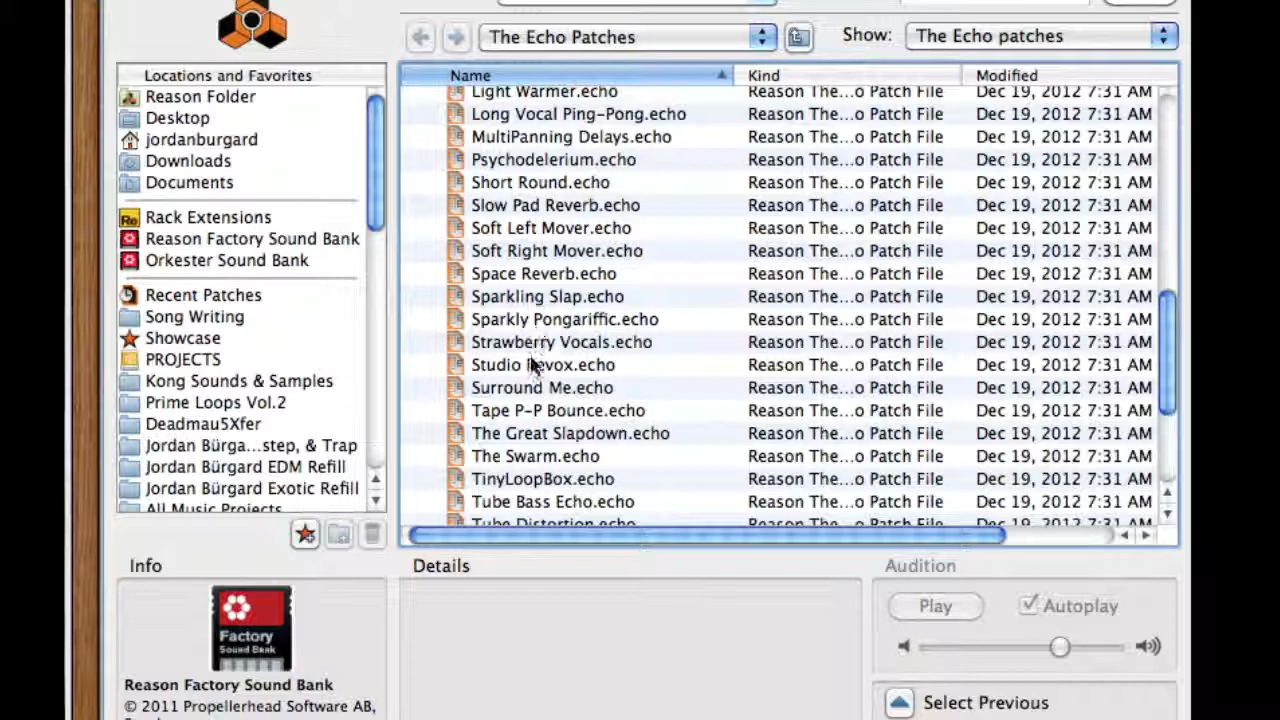 The Echo Patches
Show:
The Echo patches
Locations and Favorites
Reason Folder
Desktop
jordanburgard
Downloads
Documents
Rack Extensions
Reason Factory Sound Bank
Orkester Sound Bank
Recent Patches
Song Writing
Showcase
PROJECTS
Kong Sounds & Samples
Prime Loops Vol.2
Deadmau5Xfer
Jordan Bürga...step, & Trap
Jordan Bürgard EDM Refill
Jordan Bürgard Exotic Refill
All Music Projects
Name Kind Modified
Light Warmer.echo Reason The...o Patch File Dec 19, 2012 7:31 AM
Long Vocal Ping-Pong.echo Reason The...o Patch File Dec 19, 2012 7:31 AM
MultiPanning Delays.echo Reason The...o Patch File Dec 19, 2012 7:31 AM
Psychodelerium.echo Reason The...o Patch File Dec 19, 2012 7:31 AM
Short Round.echo Reason The...o Patch File Dec 19, 2012 7:31 AM
Slow Pad Reverb.echo Reason The...o Patch File Dec 19, 2012 7:31 AM
Soft Left Mover.echo Reason The...o Patch File Dec 19, 2012 7:31 AM
Soft Right Mover.echo Reason The...o Patch File Dec 19, 2012 7:31 AM
Space Reverb.echo Reason The...o Patch File Dec 19, 2012 7:31 AM
Sparkling Slap.echo Reason The...o Patch File Dec 19, 2012 7:31 AM
Sparkly Pongariffic.echo Reason The...o Patch File Dec 19, 2012 7:31 AM
Strawberry Vocals.echo Reason The...o Patch File Dec 19, 2012 7:31 AM
Studio Revox.echo Reason The...o Patch File Dec 19, 2012 7:31 AM
Surround Me.echo Reason The...o Patch File Dec 19, 2012 7:31 AM
Tape P-P Bounce.echo Reason The...o Patch File Dec 19, 2012 7:31 AM
The Great Slapdown.echo Reason The...o Patch File Dec 19, 2012 7:31 AM
The Swarm.echo Reason The...o Patch File Dec 19, 2012 7:31 AM
TinyLoopBox.echo Reason The...o Patch File Dec 19, 2012 7:31 AM
Tube Bass Echo.echo Reason The...o Patch File Dec 19, 2012 7:31 AM
Tube Distortion.echo Reason The...o Patch File Dec 19, 2012 7:31 AM
Info
Factory
Sound Bank
Reason Factory Sound Bank
© 2011 Propellerhead Software AB,
Details
Audition
Play
Autoplay
Select Previous